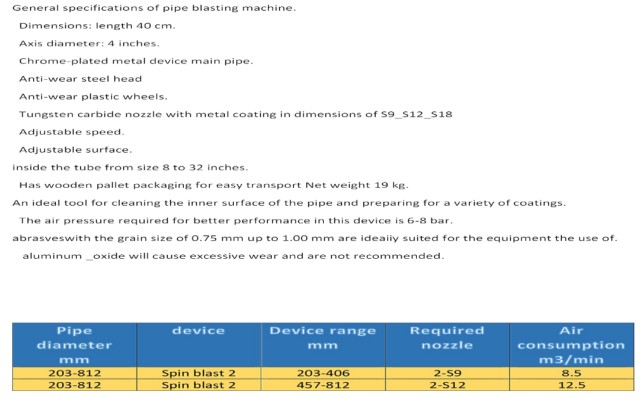 General specifications of pipe blasting machine.
Dimensions: length 40 cm.
Axis diameter: 4 inches.
Chrome-plated metal device main pipe.
Anti-wear steel head
Anti-wear plastic wheels.
Tungsten carbide nozzle with metal coating in dimensions of S9_S12_S18
Adjustable speed.
Adjustable surface.
inside the tube from size 8 to 32 inches.
Has wooden pallet packaging for easy transport Net weight 19 kg.
An ideal tool for cleaning the inner surface of the pipe and preparing for a variety of coatings.
The air pressure required for better performance in this device is 6-8 bar.
abrasveswith the grain size of 0.75 mm up to 1.00 mm are ideaiiy suited for the equipment the use of.
aluminum _oxide will cause excessive wear and are not recommended.
Pipe diameter mm device Device range mm Required nozzle Air consumption m3/min
203-812 Spin blast 2 203-406 2-S9 8.5
203-812 Spin blast 2 457-812 2-S12 12.5